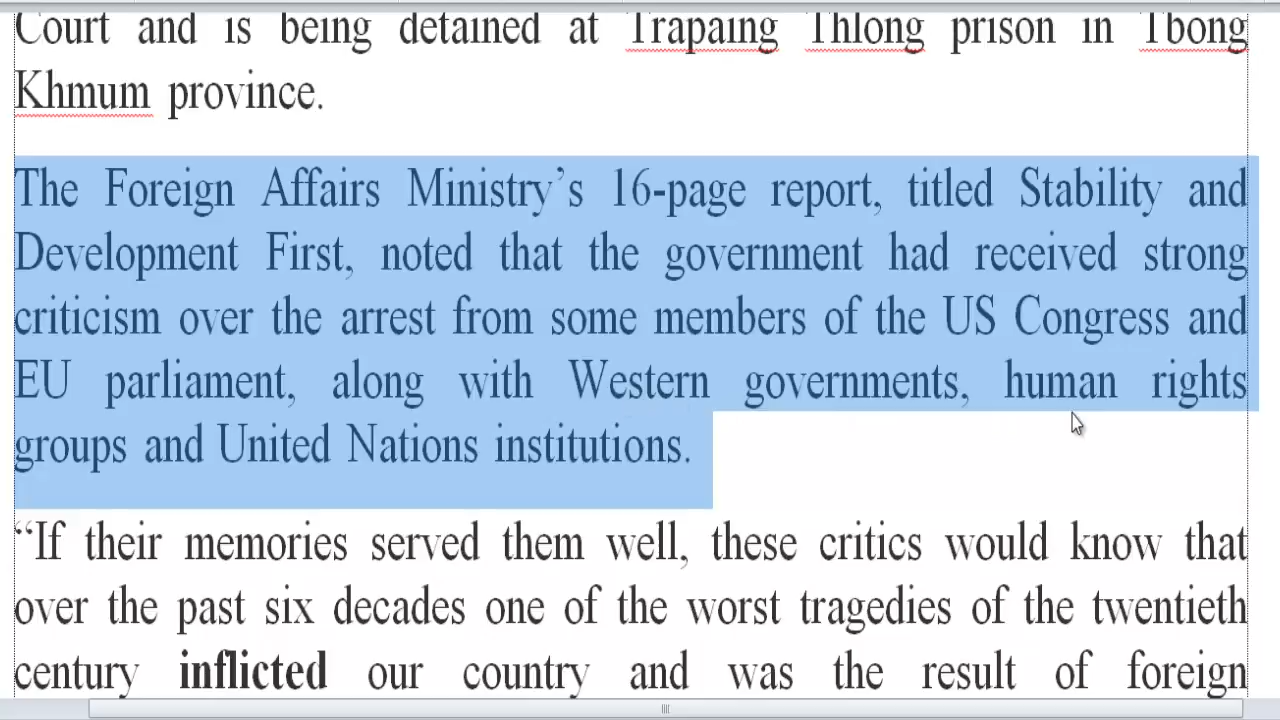 Court and is being detained at Trapaing Thlong prison in Tbong
Khmum province.
The Foreign Affairs Ministry’s 16-page report, titled Stability and
Development First, noted that the government had received strong
criticism over the arrest from some members of the US Congress and
EU parliament, along with Western governments, human rights
groups and United Nations institutions.
“If their memories served them well, these critics would know that
over the past six decades one of the worst tragedies of the twentieth
century inflicted our country and was the result of foreign